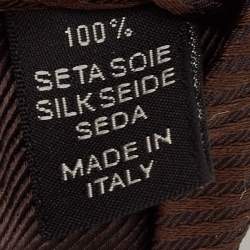 100%
SETA SOIE
SILK SEIDE
SEDA
MADE IN
ITALY